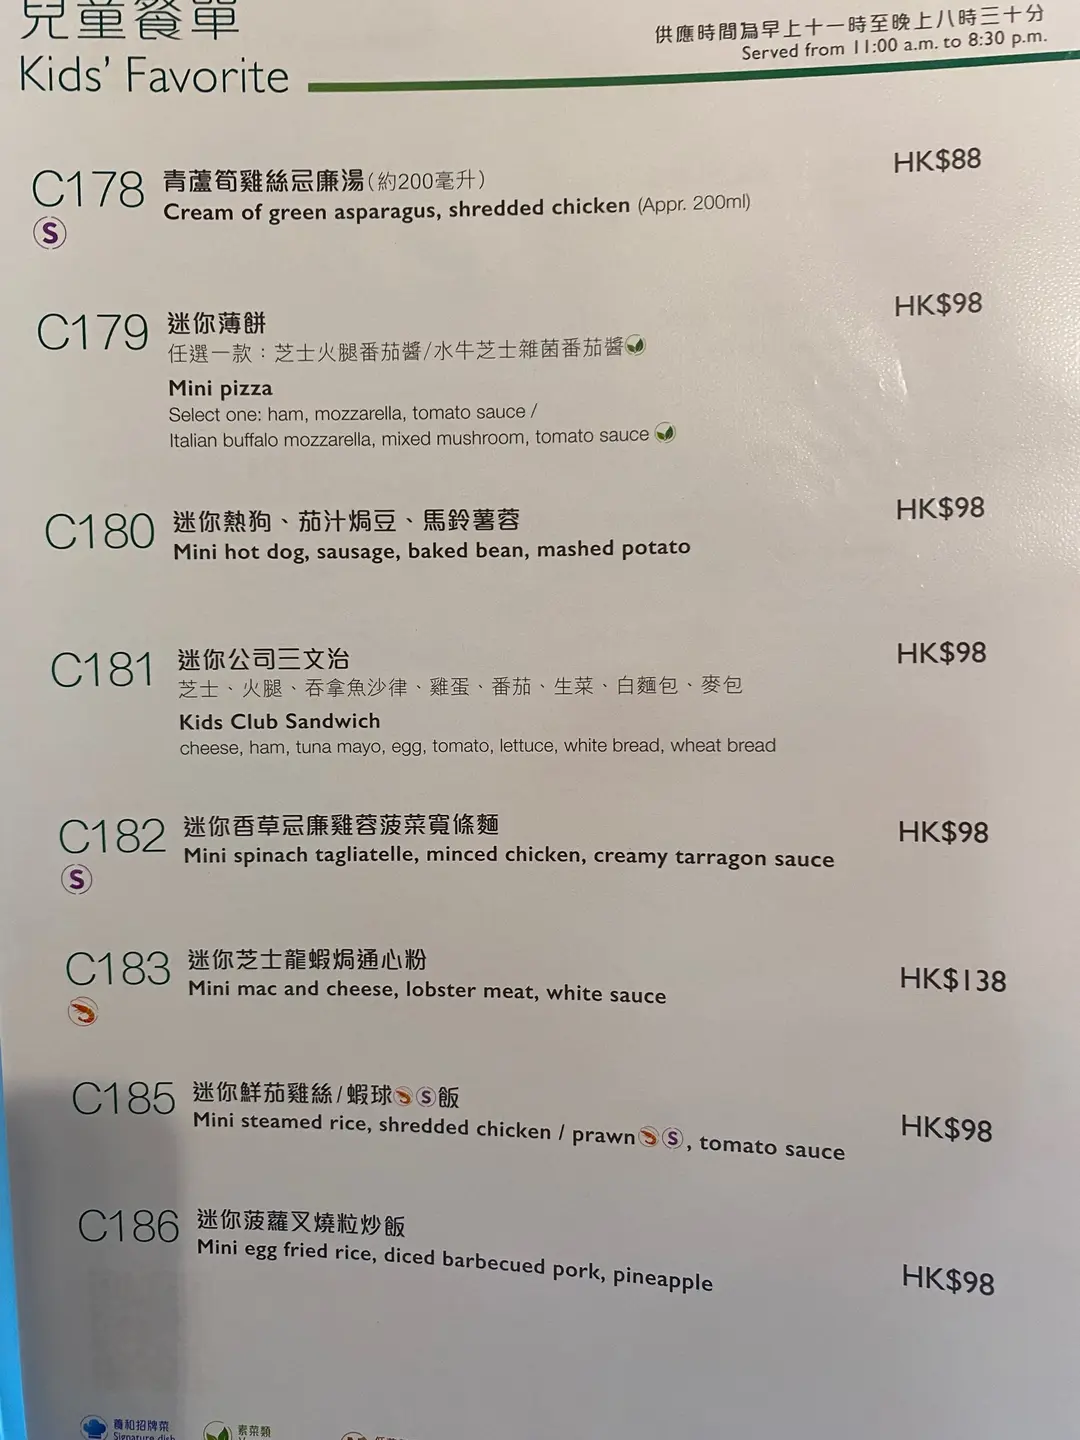 兒童餐單
供應時間為早上十一時至晚上八時三十分
Kids' Favorite
Served from 11:00 a.m. to 8:30 p.m.
C178 青蘆筍雞絲忌廉湯(約200毫升) HK$88
Cream of green asparagus, shredded chicken (Appr. 200ml)
S
C179 迷你薄餅 HK$98
任選一款：芝士火腿番茄醬/水牛芝士雜菌番茄醬
Mini pizza
Select one: ham, mozzarella, tomato sauce /
Italian buffalo mozzarella, mixed mushroom, tomato sauce
C180 迷你熱狗、茄汁焗豆、馬鈴薯蓉 HK$98
Mini hot dog, sausage, baked bean, mashed potato
C181 迷你公司三文治 HK$98
芝士、火腿、吞拿魚沙律、雞蛋、番茄、生菜、白麵包、麥包
Kids Club Sandwich
cheese, ham, tuna mayo, egg, tomato, lettuce, white bread, wheat bread
C182 迷你香草忌廉雞蓉菠菜寬條麵 HK$98
Mini spinach tagliatelle, minced chicken, creamy tarragon sauce
S
C183 迷你芝士龍蝦焗通心粉 HK$138
Mini mac and cheese, lobster meat, white sauce
C185 迷你鮮茄雞絲/蝦球 S 飯 HK$98
Mini steamed rice, shredded chicken / prawn S, tomato sauce
C186 迷你菠蘿叉燒粒炒飯 HK$98
Mini egg fried rice, diced barbecued pork, pineapple
養和招牌菜 素菜類
Signature dish